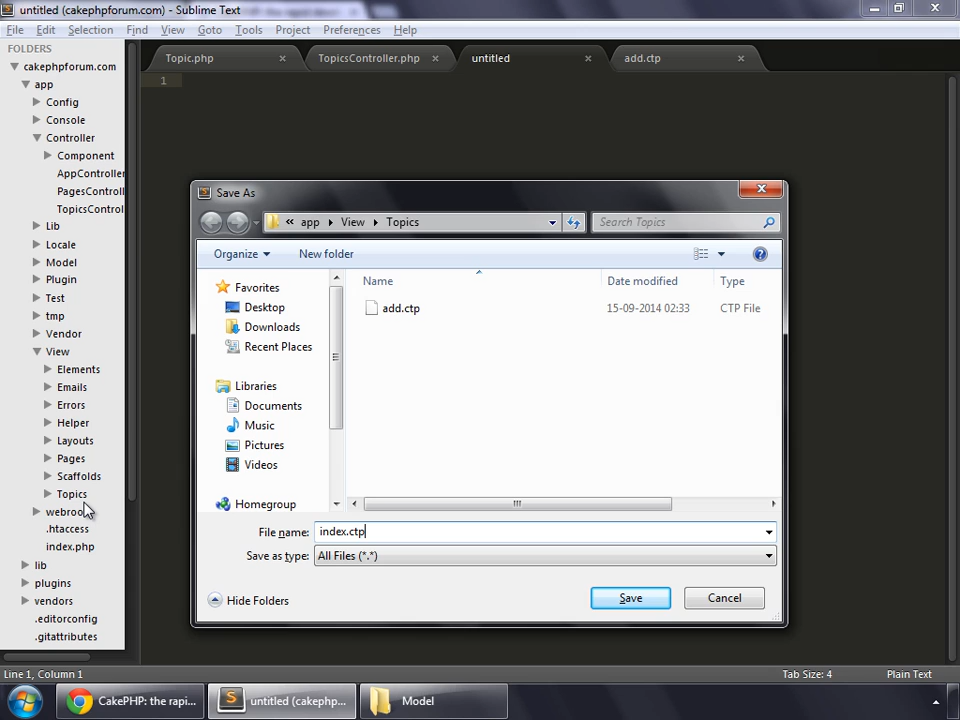 untitled (cakephpforum.com) - Sublime Text
File Edit Selection Find View Goto Tools Project Preferences Help
FOLDERS
cakephpforum.com
app
Config
Console
Controller
Component
AppController
PagesControll
TopicsControl
Lib
Locale
Model
Plugin
Test
tmp
Vendor
View
Elements
Emails
Errors
Helper
Layouts
Pages
Scaffolds
Topics
webroo
.htaccess
index.php
lib
plugins
vendors
.editorconfig
.gitattributes
Topic.php TopicsController.php untitled add.ctp
1
Save As
« app View Topics Search Topics
Organize New folder
Favorites
Desktop
Downloads
Recent Places
Libraries
Documents
Music
Pictures
Videos
Homegroup
Name Date modified Type
add.ctp 15-09-2014 02:33 CTP File
File name: index.ctp
Save as type: All Files (*.*)
Hide Folders Save Cancel
Line 1, Column 1 Tab Size: 4 Plain Text
CakePHP: the rapi... untitled (cakephp... Model